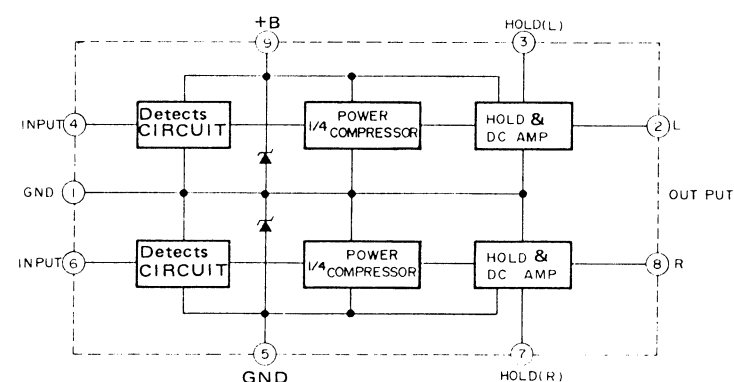 +B
HOLD(L)
9
3
INPUT 4
Detects
CIRCUIT
POWER
1/4 COMPRESSOR
HOLD &
DC AMP
2 L
GND 1
OUT PUT
INPUT 6
Detects
CIRCUIT
POWER
1/4 COMPRESSOR
HOLD &
DC AMP
8 R
5
7
GND
HOLD(R)